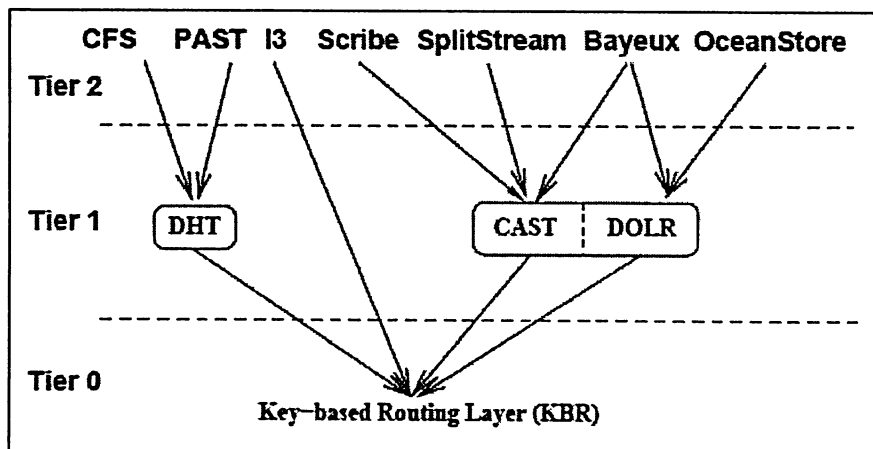 CFS PAST I3 Scribe SplitStream Bayeux OceanStore
Tier 2
Tier 1
DHT
CAST
DOLR
Tier 0
Key-based Routing Layer (KBR)